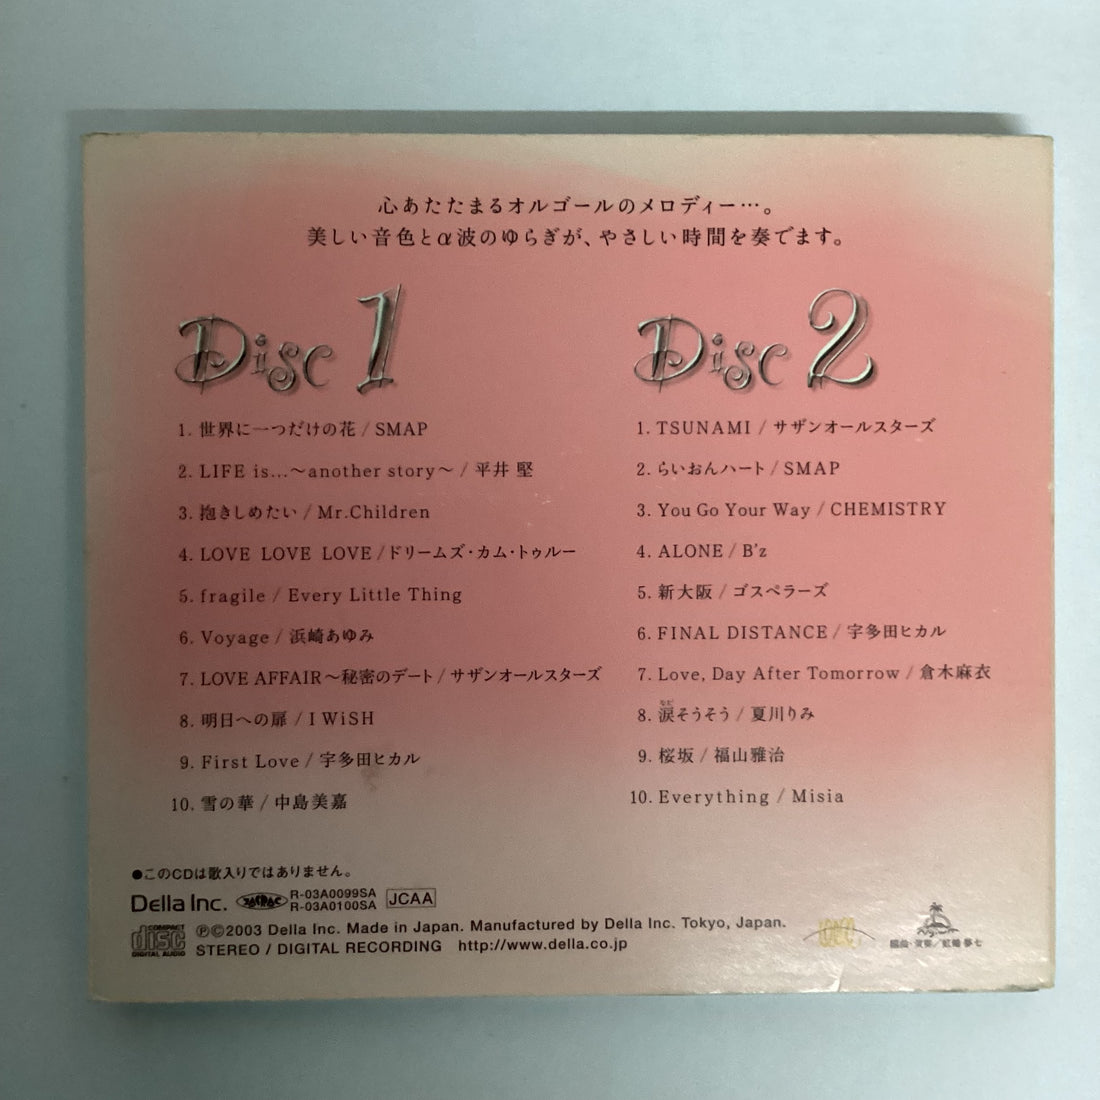 心あたたまるオルゴールのメロディー…。
美しい音色とα波のゆらぎが、やさしい時間を奏でます。
Disc 1
1. 世界に一つだけの花 / SMAP
2. LIFE is...～another story～ / 平井 堅
3. 抱きしめたい / Mr.Children
4. LOVE LOVE LOVE / ドリームズ・カム・トゥルー
5. fragile / Every Little Thing
6. Voyage / 浜崎あゆみ
7. LOVE AFFAIR～秘密のデート / サザンオールスターズ
8. 明日への扉 / I WiSH
9. First Love / 宇多田ヒカル
10. 雪の華 / 中島美嘉
Disc 2
1. TSUNAMI / サザンオールスターズ
2. らいおんハート / SMAP
3. You Go Your Way / CHEMISTRY
4. ALONE / B'z
5. 新大阪 / ゴスペラーズ
6. FINAL DISTANCE / 宇多田ヒカル
7. Love, Day After Tomorrow / 倉木麻衣
なだ
8. 涙そうそう / 夏川りみ
9. 桜坂 / 福山雅治
10. Everything / Misia
●このCDは歌入りではありません。
Della Inc. JASRAC R-03A0099SA
R-03A0100SA JCAA
COMPACT disc DIGITAL AUDIO
℗©2003 Della Inc. Made in Japan. Manufactured by Della Inc. Tokyo, Japan.
STEREO / DIGITAL RECORDING http://www.della.co.jp